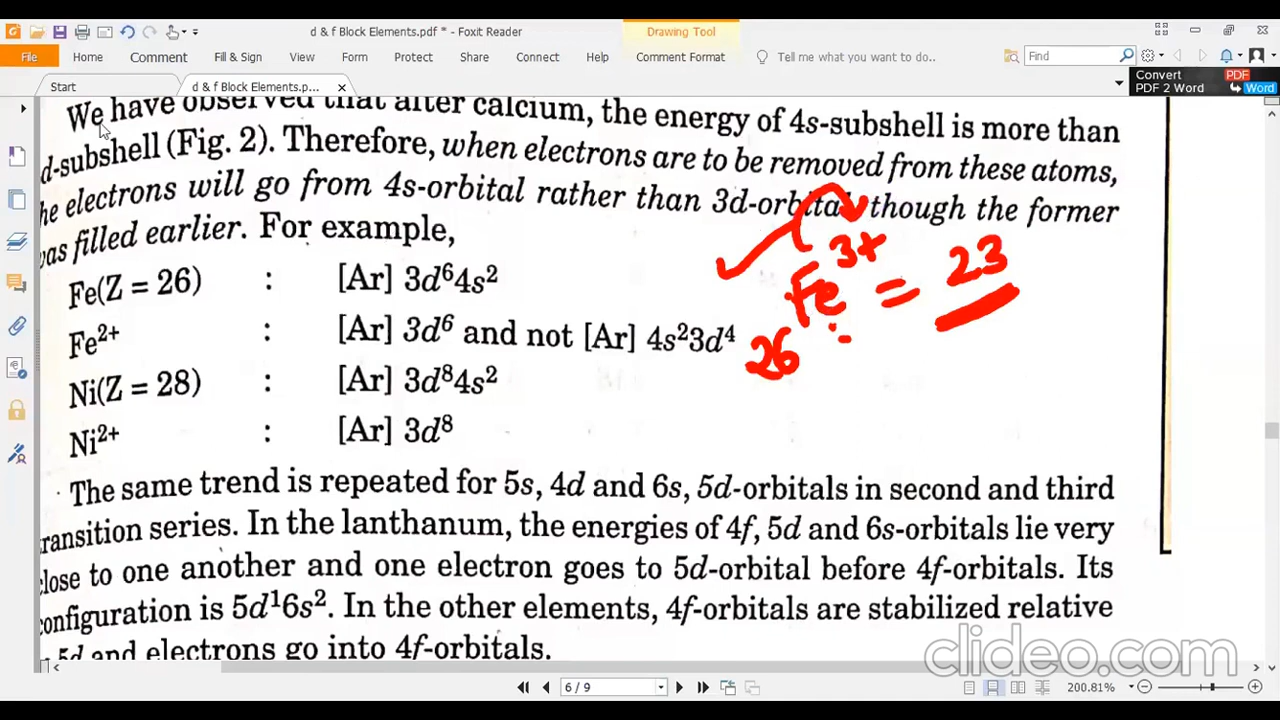 d & f Block Elements.pdf * - Foxit Reader
Drawing Tool
File Home Comment Fill & Sign View Form Protect Share Connect Help Comment Format Tell me what you want to do.. Find
Start d & f Block Elements.p... × Convert PDF
PDF 2 Word Word
We have observed that after calcium, the energy of 4s-subshell is more than
d-subshell (Fig. 2). Therefore, when electrons are to be removed from these atoms,
he electrons will go from 4s-orbital rather than 3d-orbital though the former
was filled earlier. For example,
Fe(Z = 26) : [Ar] 3d⁶4s²
Fe²⁺ : [Ar] 3d⁶ and not [Ar] 4s²3d⁴
Ni(Z = 28) : [Ar] 3d⁸4s²
Ni²⁺ : [Ar] 3d⁸
26 Fe³⁺ = 23
The same trend is repeated for 5s, 4d and 6s, 5d-orbitals in second and third
ransition series. In the lanthanum, the energies of 4f, 5d and 6s-orbitals lie very
close to one another and one electron goes to 5d-orbital before 4f-orbitals. Its
configuration is 5d¹6s². In the other elements, 4f-orbitals are stabilized relative
5d and electrons go into 4f-orbitals.
clideo.com
6 / 9 200.81%